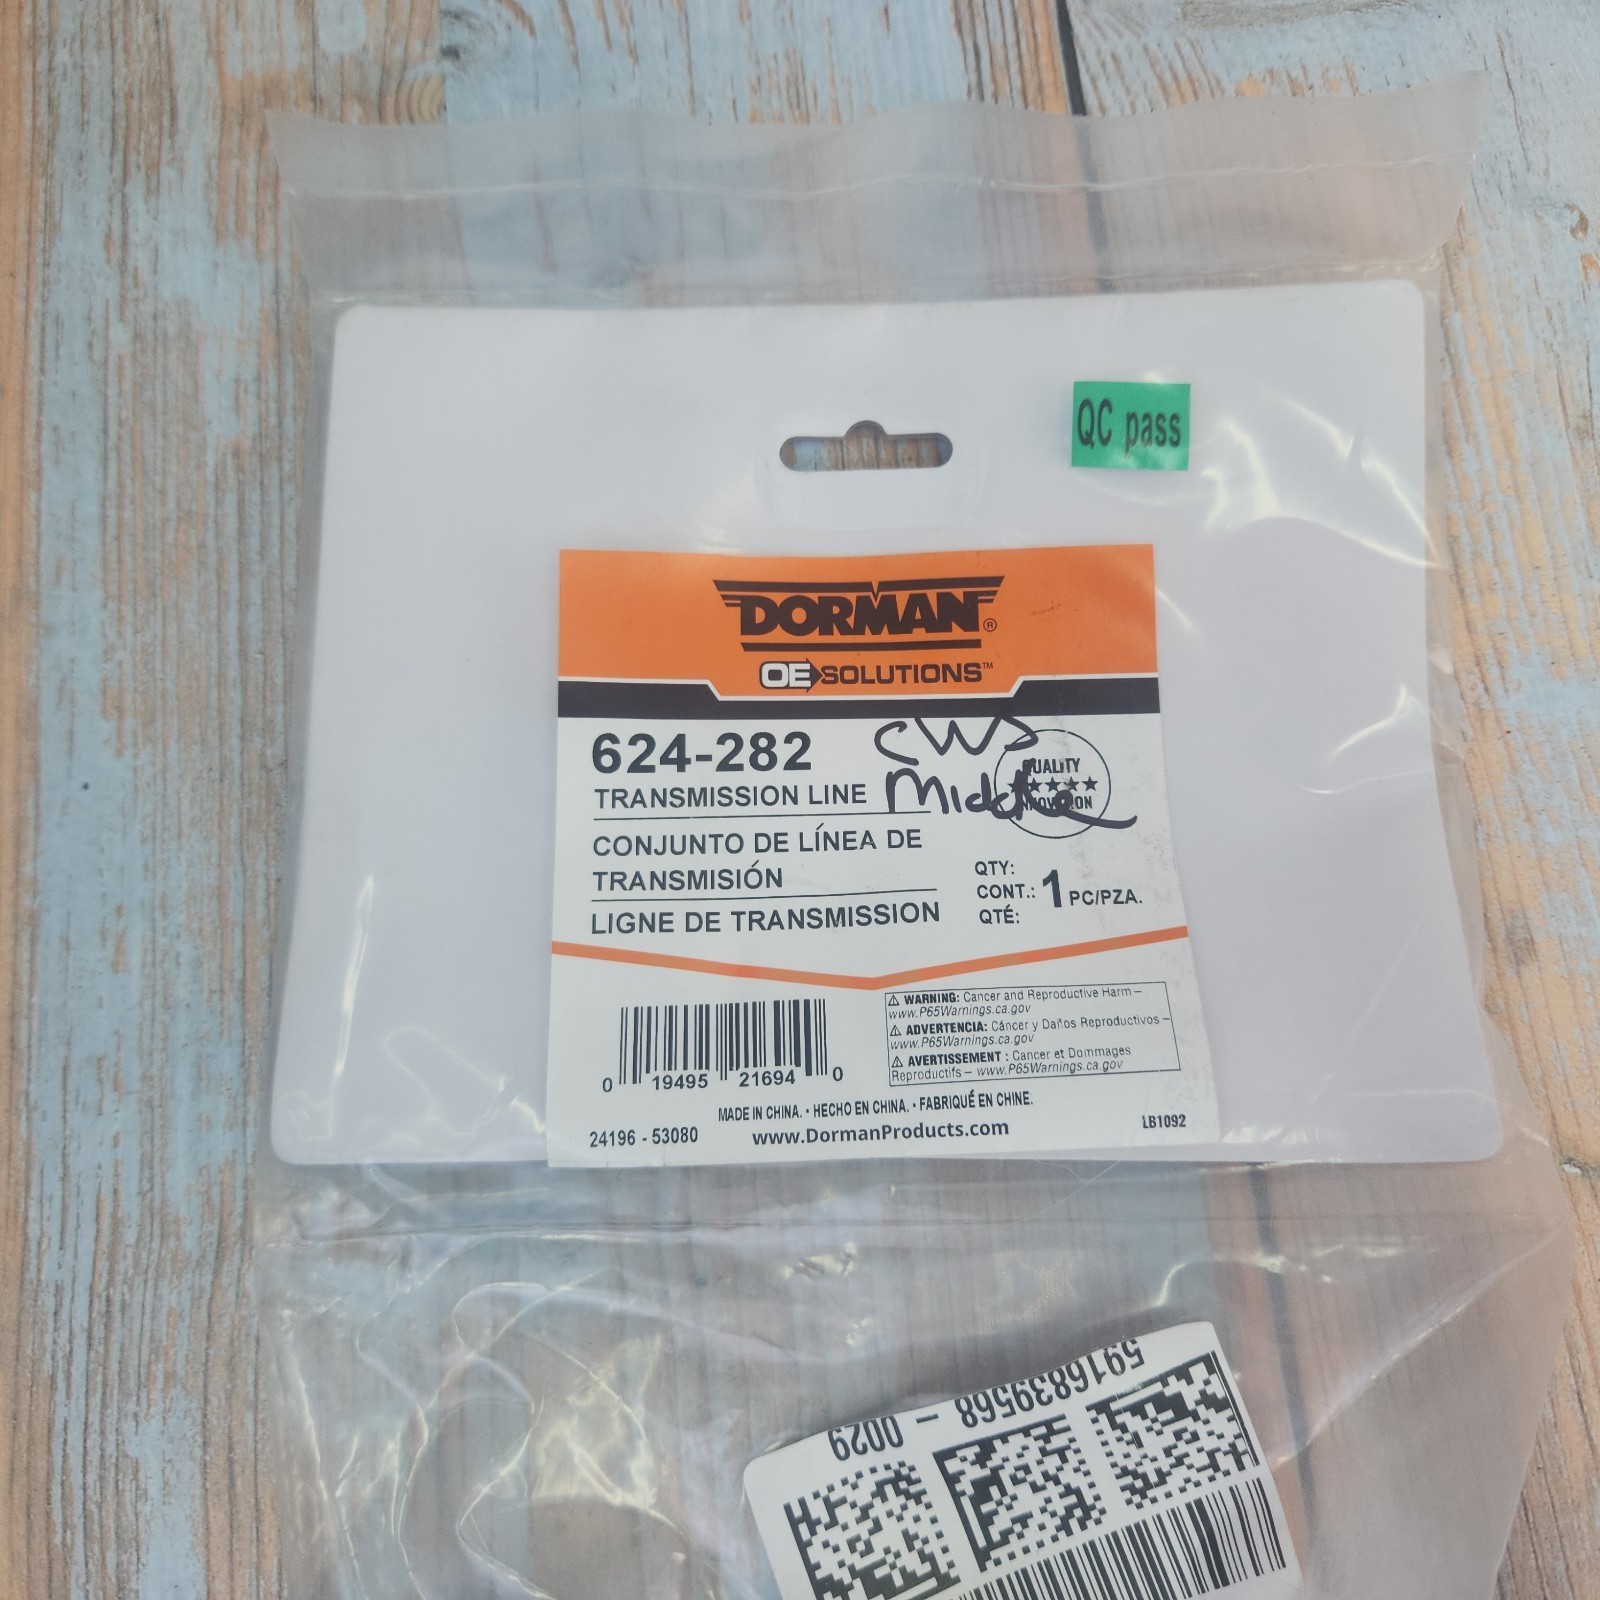 QC pass
DORMAN®
OE SOLUTIONS™
624-282
CWS
Middle
TRANSMISSION LINE
QUALITY
CONJUNTO DE LÍNEA DE
TRANSMISIÓN
LIGNE DE TRANSMISSION
QTY:
CONT.: 1 PC/PZA.
QTÉ:
⚠ WARNING: Cancer and Reproductive Harm –
www.P65Warnings.ca.gov
⚠ ADVERTENCIA: Cáncer y Daños Reproductivos –
www.P65Warnings.ca.gov
⚠ AVERTISSEMENT : Cancer et Dommages
Reproductifs – www.P65Warnings.ca.gov
0 19495 21694 0
MADE IN CHINA. • HECHO EN CHINA. • FABRIQUÉ EN CHINE.
24196 - 53080 www.DormanProducts.com LB1092
5916839568 - 0029